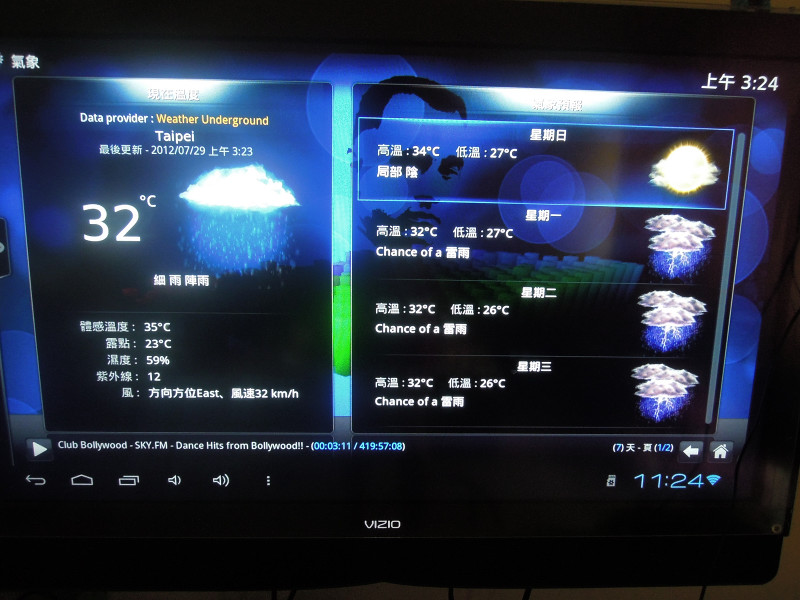 氣象
上午 3:24
現在溫度
Data provider : Weather Underground
Taipei
最後更新 - 2012/07/29 上午 3:23
32°C
細 雨 陣雨
體感溫度： 35°C
露點： 23°C
濕度： 59%
紫外線： 12
風： 方向方位East、風速32 km/h
氣象預報
星期日
高溫 : 34°C 低溫 : 27°C
局部 陰
星期一
高溫 : 32°C 低溫 : 27°C
Chance of a 雷雨
星期二
高溫 : 32°C 低溫 : 26°C
Chance of a 雷雨
星期三
高溫 : 32°C 低溫 : 26°C
Chance of a 雷雨
Club Bollywood - SKY.FM - Dance Hits from Bollywood!! - (00:03:11 / 419:57:08)
(7) 天 - 頁 (1/2)
11:24
VIZIO